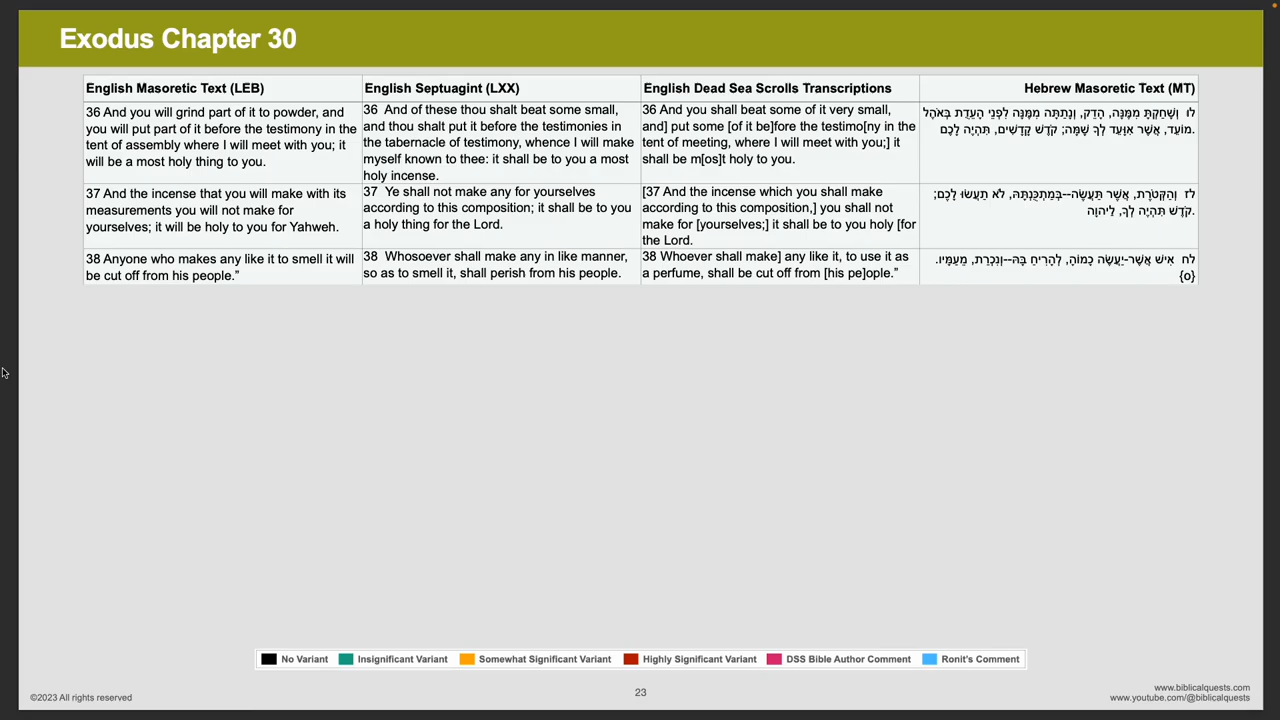 Exodus Chapter 30
English Masoretic Text (LEB)
English Septuagint (LXX)
English Dead Sea Scrolls Transcriptions
Hebrew Masoretic Text (MT)
36 And you will grind part of it to powder, and
you will put part of it before the testimony in the
tent of assembly where I will meet with you; it
will be a most holy thing to you.
36  And of these thou shalt beat some small,
and thou shalt put it before the testimonies in
the tabernacle of testimony, whence I will make
myself known to thee: it shall be to you a most
holy incense.
36 And you shall beat some of it very small,
and] put some [of it be]fore the testimo[ny in the
tent of meeting, where I will meet with you;] it
shall be m[os]t holy to you.
לו  וְשָׁחַקְתָּ מִמֶּנָּה, הָדֵק, וְנָתַתָּה מִמֶּנָּה לִפְנֵי הָעֵדֻת בְּאֹהֶל
מוֹעֵד, אֲשֶׁר אִוָּעֵד לְךָ שָׁמָּה; קֹדֶשׁ קָדָשִׁים, תִּהְיֶה לָכֶם.
37 And the incense that you will make with its
measurements you will not make for
yourselves; it will be holy to you for Yahweh.
37  Ye shall not make any for yourselves
according to this composition; it shall be to you
a holy thing for the Lord.
[37 And the incense which you shall make
according to this composition,] you shall not
make for [yourselves;] it shall be to you holy [for
the Lord.
לז  וְהַקְּטֹרֶת, אֲשֶׁר תַּעֲשֶׂה--בְּמַתְכֻּנְתָּהּ, לֹא תַעֲשׂוּ לָכֶם;
קֹדֶשׁ תִּהְיֶה לְךָ, לַיהוָה.
38 Anyone who makes any like it to smell it will
be cut off from his people.”
38  Whosoever shall make any in like manner,
so as to smell it, shall perish from his people.
38 Whoever shall make] any like it, to use it as
a perfume, shall be cut off from [his pe]ople.”
לח  אִישׁ אֲשֶׁר-יַעֲשֶׂה כָמוֹהָ, לְהָרִיחַ בָּהּ--וְנִכְרַת, מֵעַמָּיו.
{ס}
No Variant
Insignificant Variant
Somewhat Significant Variant
Highly Significant Variant
DSS Bible Author Comment
Ronit's Comment
©2023 All rights reserved
23
www.biblicalquests.com
www.youtube.com/@biblicalquests